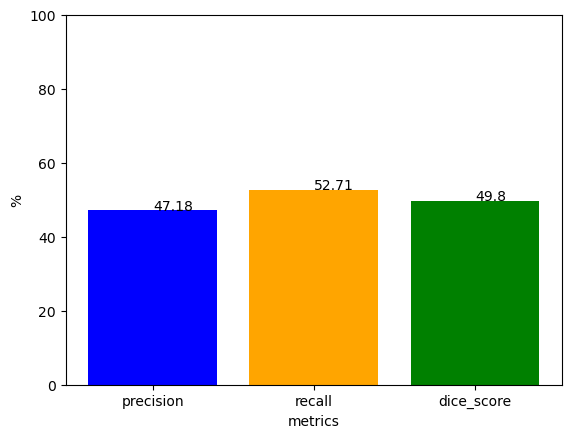 100
80
60
40
20
0
%
47.18
52.71
49.8
precision
recall
dice_score
metrics